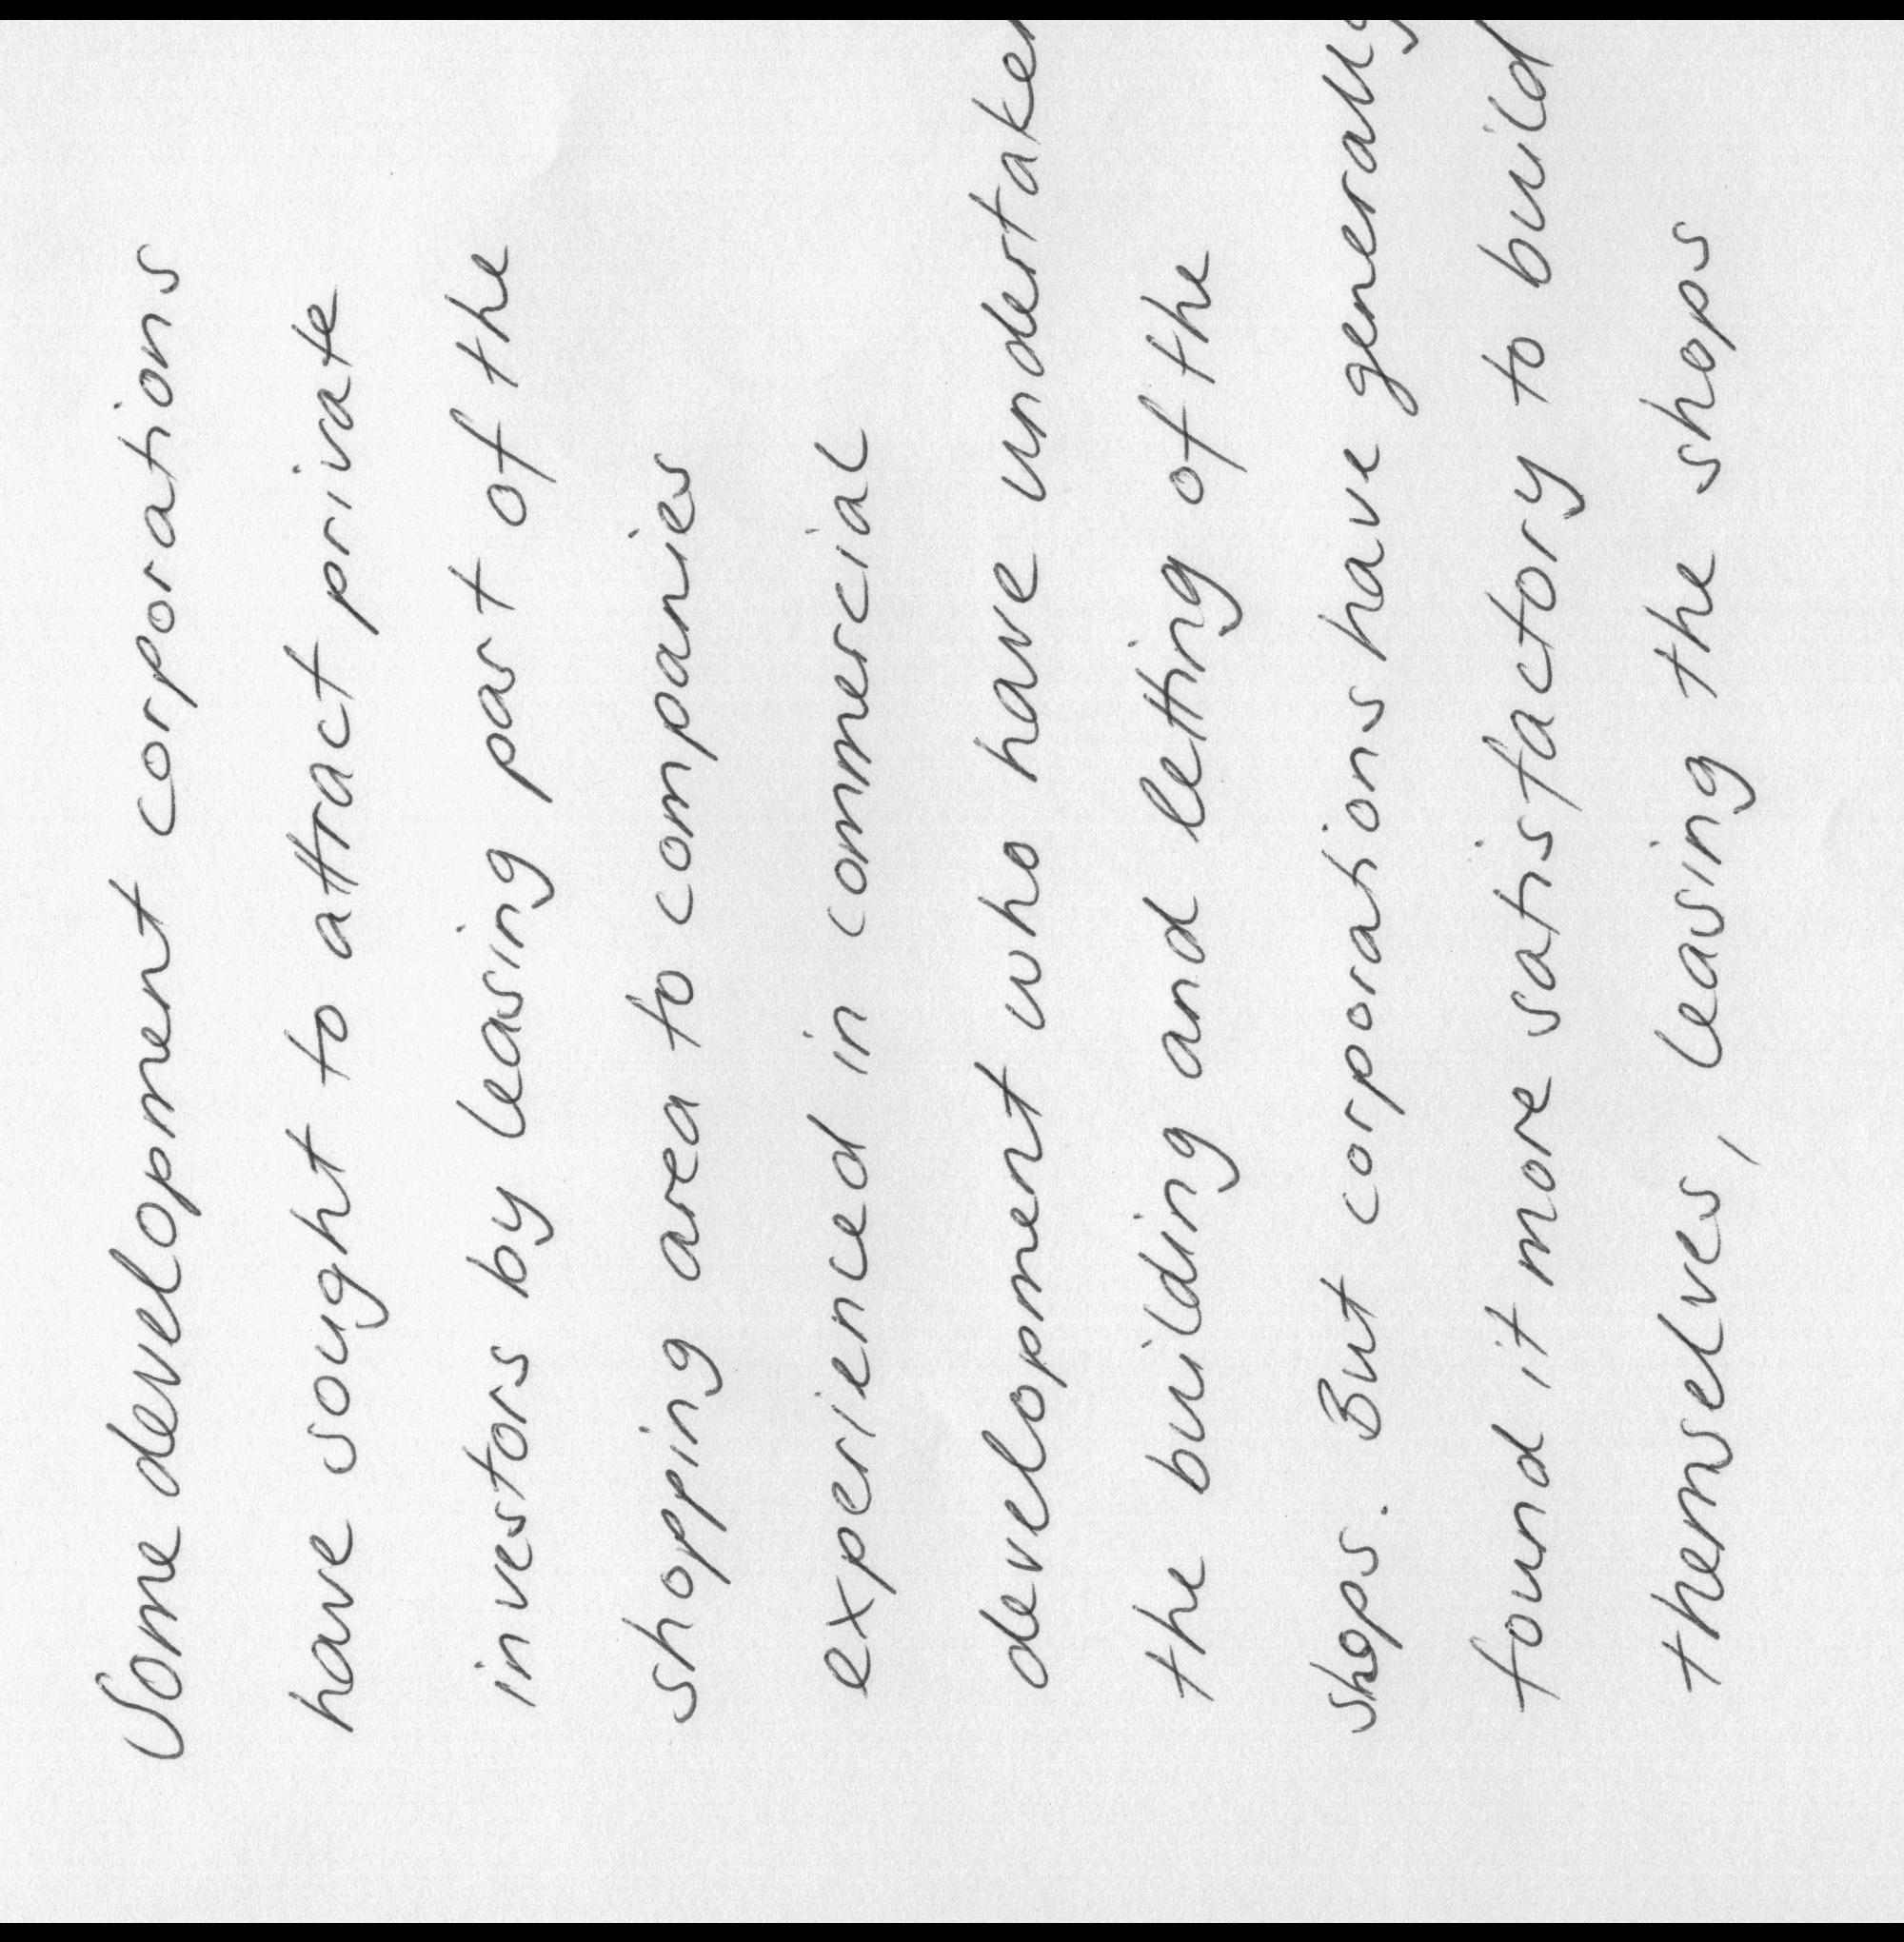 Some development corporations
have sought to attract private
investors by leasing part of the
shopping area to companies
experienced in commercial
development who have undertaken
the building and letting of the
shops. But corporations have generally
found it more satisfactory to build
themselves, leasing the shops